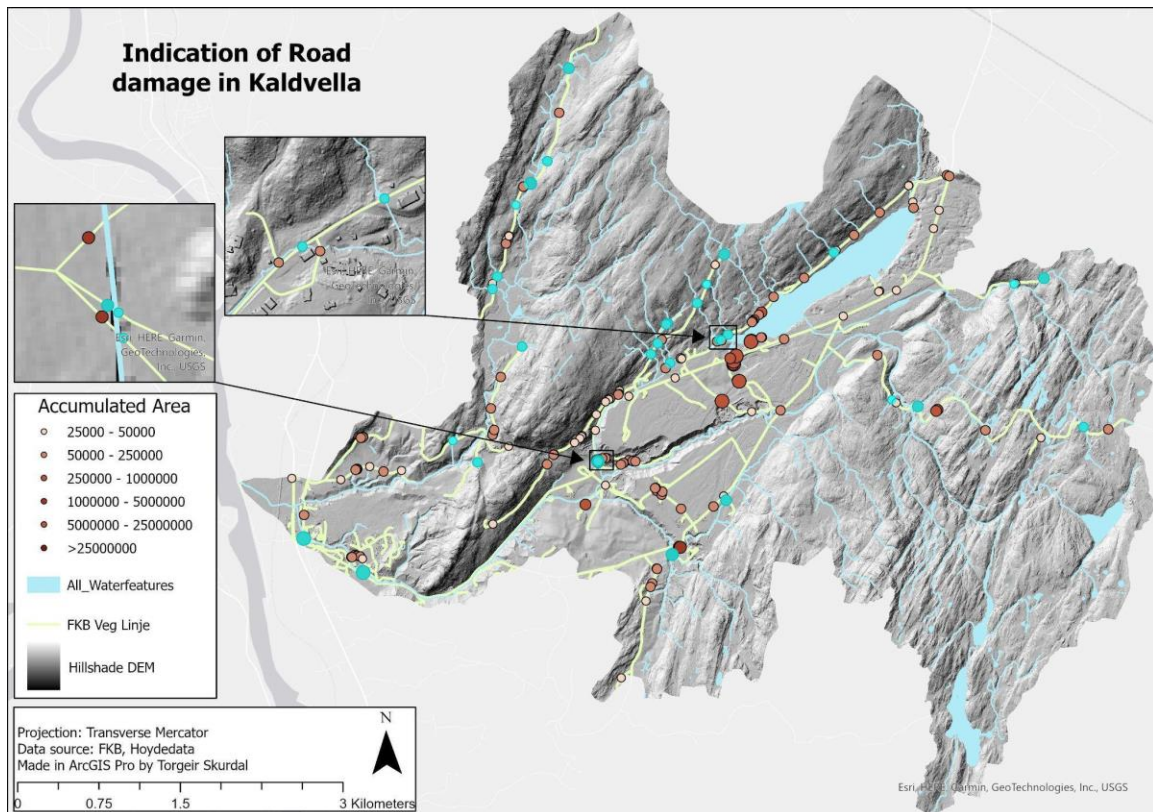 Indication of Road
damage in Kaldvella
Esri, HERE, Garmin,
GeoTechnologies,
Inc., USGS
Esri, HERE, Garmin,
GeoTechnologies,
Inc., USGS
Accumulated Area
25000 - 50000
50000 - 250000
250000 - 1000000
1000000 - 5000000
5000000 - 25000000
>25000000
All_Waterfeatures
FKB Veg Linje
Hillshade DEM
Projection: Transverse Mercator
Data source: FKB, Hoydedata
Made in ArcGIS Pro by Torgeir Skurdal
N
0 0.75 1.5 3 Kilometers
Esri, HERE, Garmin, GeoTechnologies, Inc., USGS